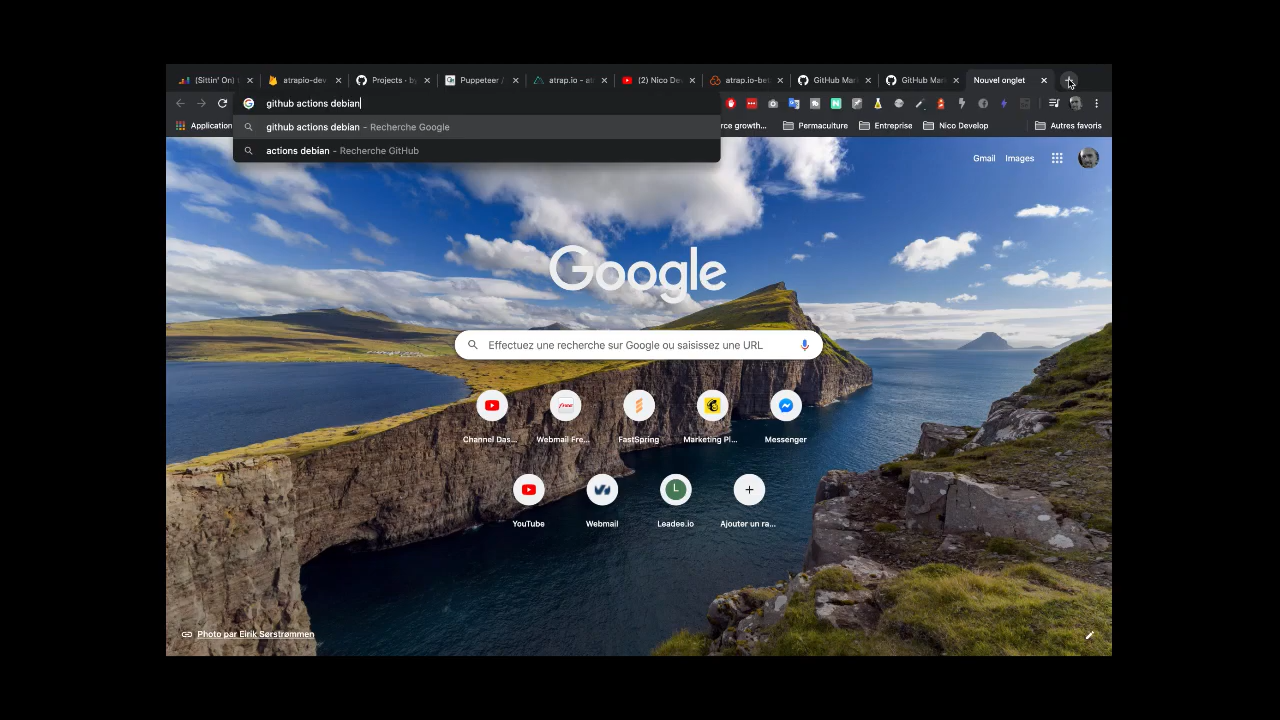 (Sittin' On) t
atrapio-dev
Projects · by
Puppeteer /
atrap.io - at
(2) Nico De
atrap.io-bet
GitHub Mar
GitHub Mar
Nouvel onglet
github actions debian
Application
github actions debian – Recherche Google
actions debian – Recherche GitHub
rce growth…
Permaculture
Entreprise
Nico Develop
Autres favoris
Gmail
Images
Google
Effectuez une recherche sur Google ou saisissez une URL
Channel Das…
Webmail Fre…
FastSpring
Marketing Pl…
Messenger
YouTube
Webmail
Leadee.io
Ajouter un ra…
Photo par Eirik Sørstrømmen